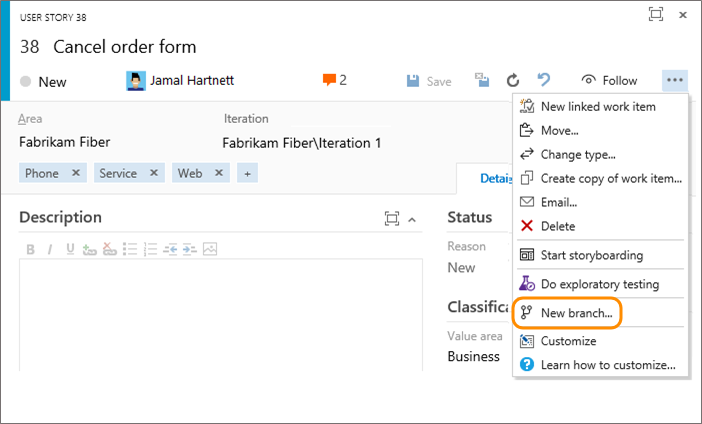 USER STORY 38
38 Cancel order form
New Jamal Hartnett 2 Save Follow
Area Iteration
Fabrikam Fiber Fabrikam Fiber\Iteration 1
Phone Service Web +
Details
Description
B I U
Status
Reason
New
Classifica
Value area
Business
New linked work item
Move...
Change type...
Create copy of work item...
Email...
Delete
Start storyboarding
Do exploratory testing
New branch...
Customize
Learn how to customize...